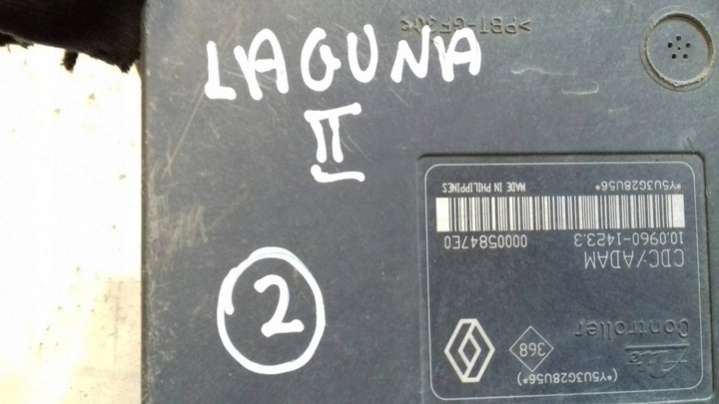 LAGUNA
II
2
>PBT-GF30<
(*Y5U3G28U56*)
368
Ate
Controller
CDC/ADAM
10.0960-1423.3
00005847E0
*Y5U3G28U56*
MADE IN PHILIPPINES